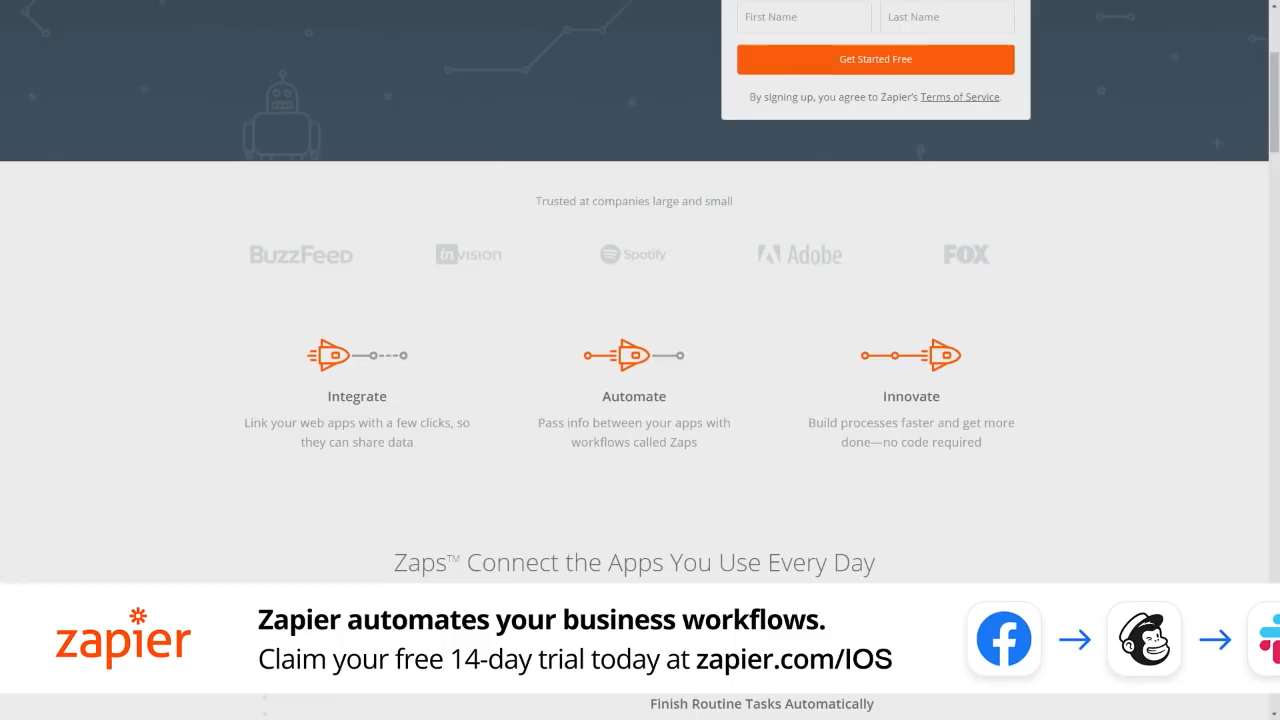 First Name
Last Name
Get Started Free
By signing up, you agree to Zapier's Terms of Service.
Trusted at companies large and small
BuzzFeed
inVISION
Spotify
Adobe
FOX
Integrate
Link your web apps with a few clicks, so
they can share data
Automate
Pass info between your apps with
workflows called Zaps
Innovate
Build processes faster and get more
done—no code required
Zaps™ Connect the Apps You Use Every Day
zapier
Zapier automates your business workflows.
Claim your free 14-day trial today at zapier.com/IOS
Finish Routine Tasks Automatically